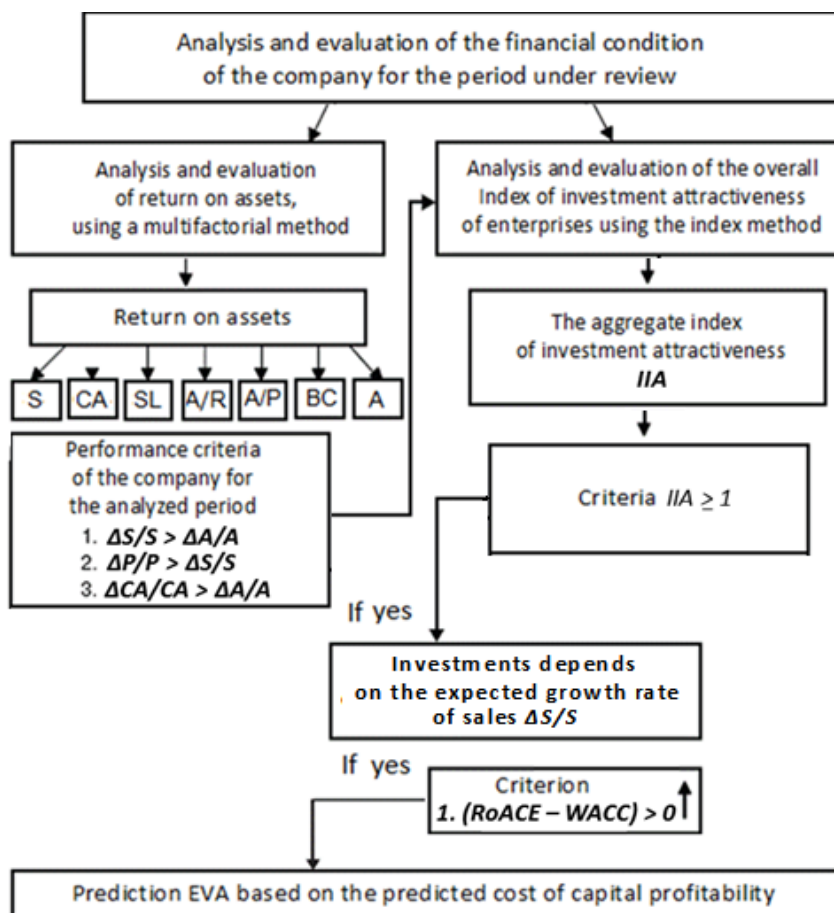 Analysis and evaluation of the financial condition
of the company for the period under review
Analysis and evaluation
of return on assets,
using a multifactorial method
Analysis and evaluation of the overall
Index of investment attractiveness
of enterprises using the index method
Return on assets
S CA SL A/R A/P BC A
The aggregate index
of investment attractiveness
IIA
Performance criteria
of the company for
the analyzed period
1. ΔS/S > ΔA/A
2. ΔP/P > ΔS/S
3. ΔCA/CA > ΔA/A
Criteria IIA ≥ 1
If yes
Investments depends
on the expected growth rate
of sales ΔS/S
If yes
Criterion
1. (RoACE – WACC) > 0
Prediction EVA based on the predicted cost of capital profitability